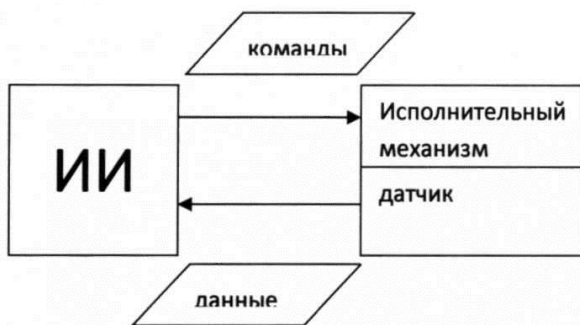 команды
ИИ
Исполнительный
механизм
датчик
данные